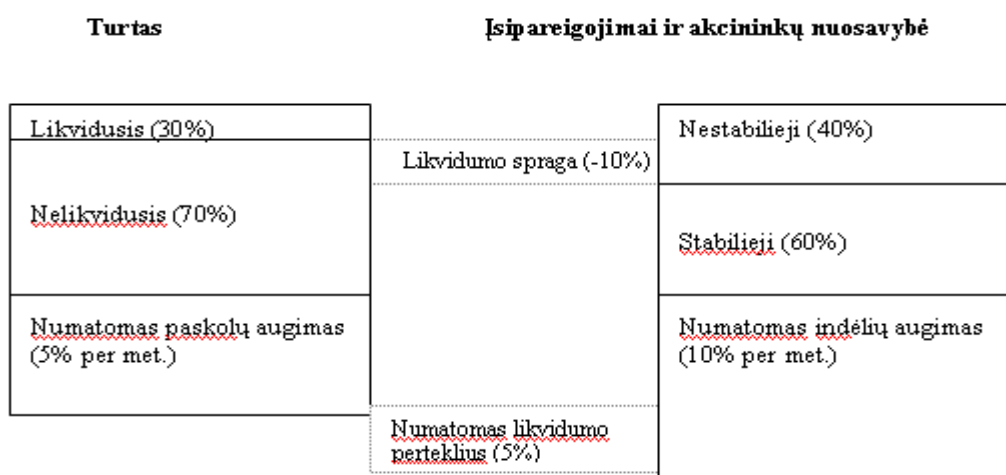 Turtas
Įsipareigojimai ir akcininkų nuosavybė
Likvidusis (30%)
Nestabilieji (40%)
Likvidumo spraga (-10%)
Nelikvidusis (70%)
Stabilieji (60%)
Numatomas paskolų augimas
(5% per met.)
Numatomas indėlių augimas
(10% per met.)
Numatomas likvidumo
perteklius (5%)